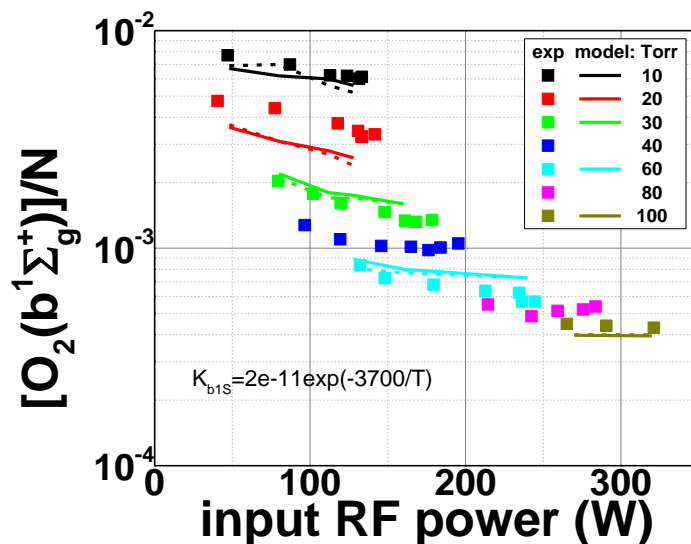 10⁻²
exp model: Torr
10
20
30
40
60
80
100
[O₂(b¹Σg⁺)]/N
10⁻³
K_b1S=2e-11exp(-3700/T)
10⁻⁴
0 100 200 300
input RF power (W)